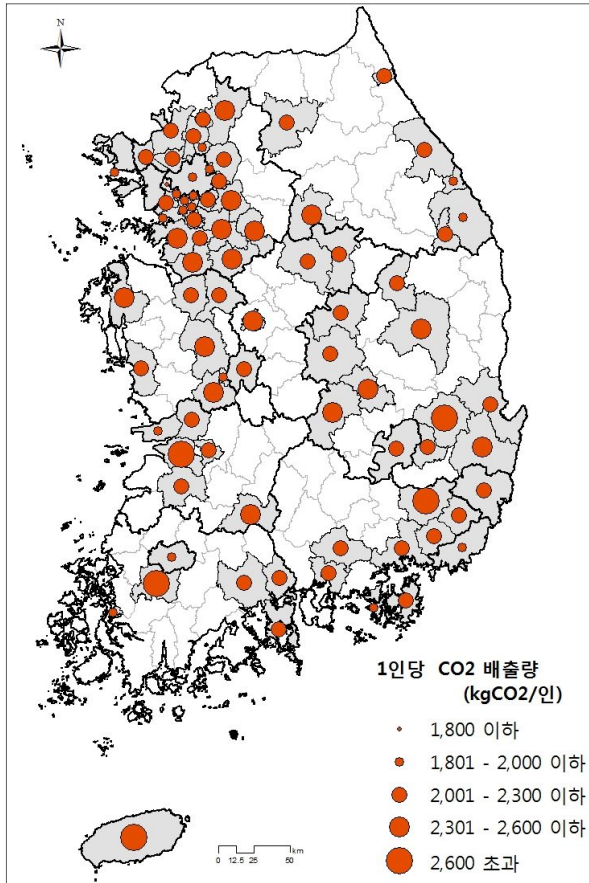 N
1인당 CO2 배출량
(kgCO2/인)
1,800 이하
1,801 - 2,000 이하
2,001 - 2,300 이하
2,301 - 2,600 이하
2,600 초과
km
0 12.5 25 50